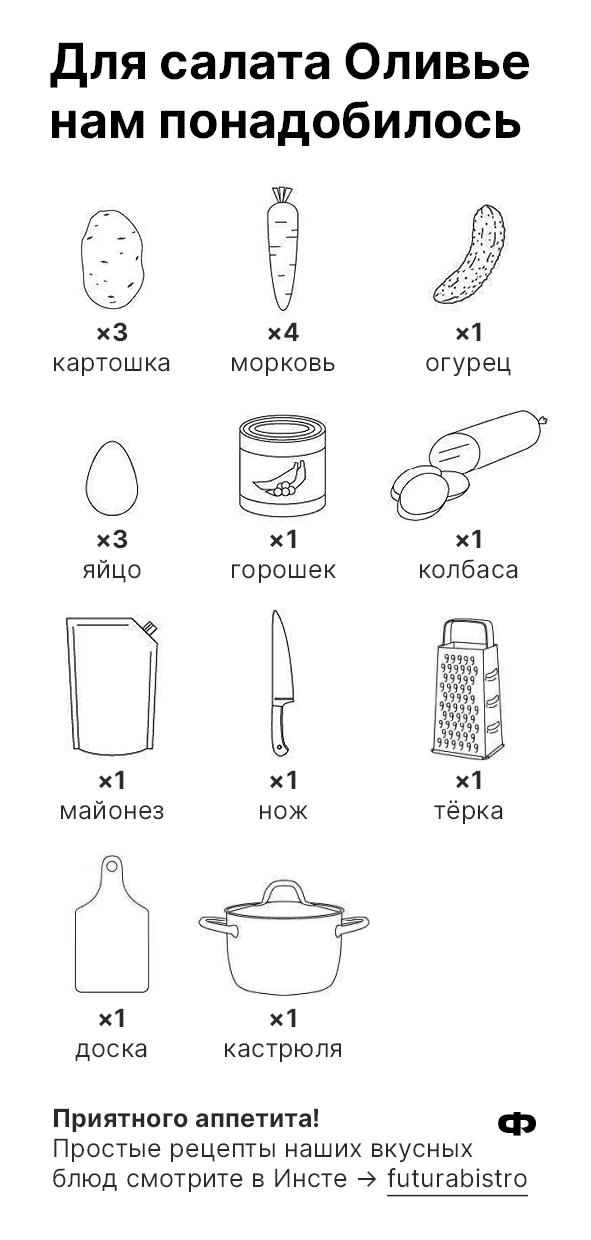 Для салата Оливье
нам понадобилось
×3
картошка
×4
морковь
×1
огурец
×3
яйцо
×1
горошек
×1
колбаса
×1
майонез
×1
нож
×1
тёрка
×1
доска
×1
кастрюля
Приятного аппетита!
Ф
Простые рецепты наших вкусных
блюд смотрите в Инсте → futurabistro